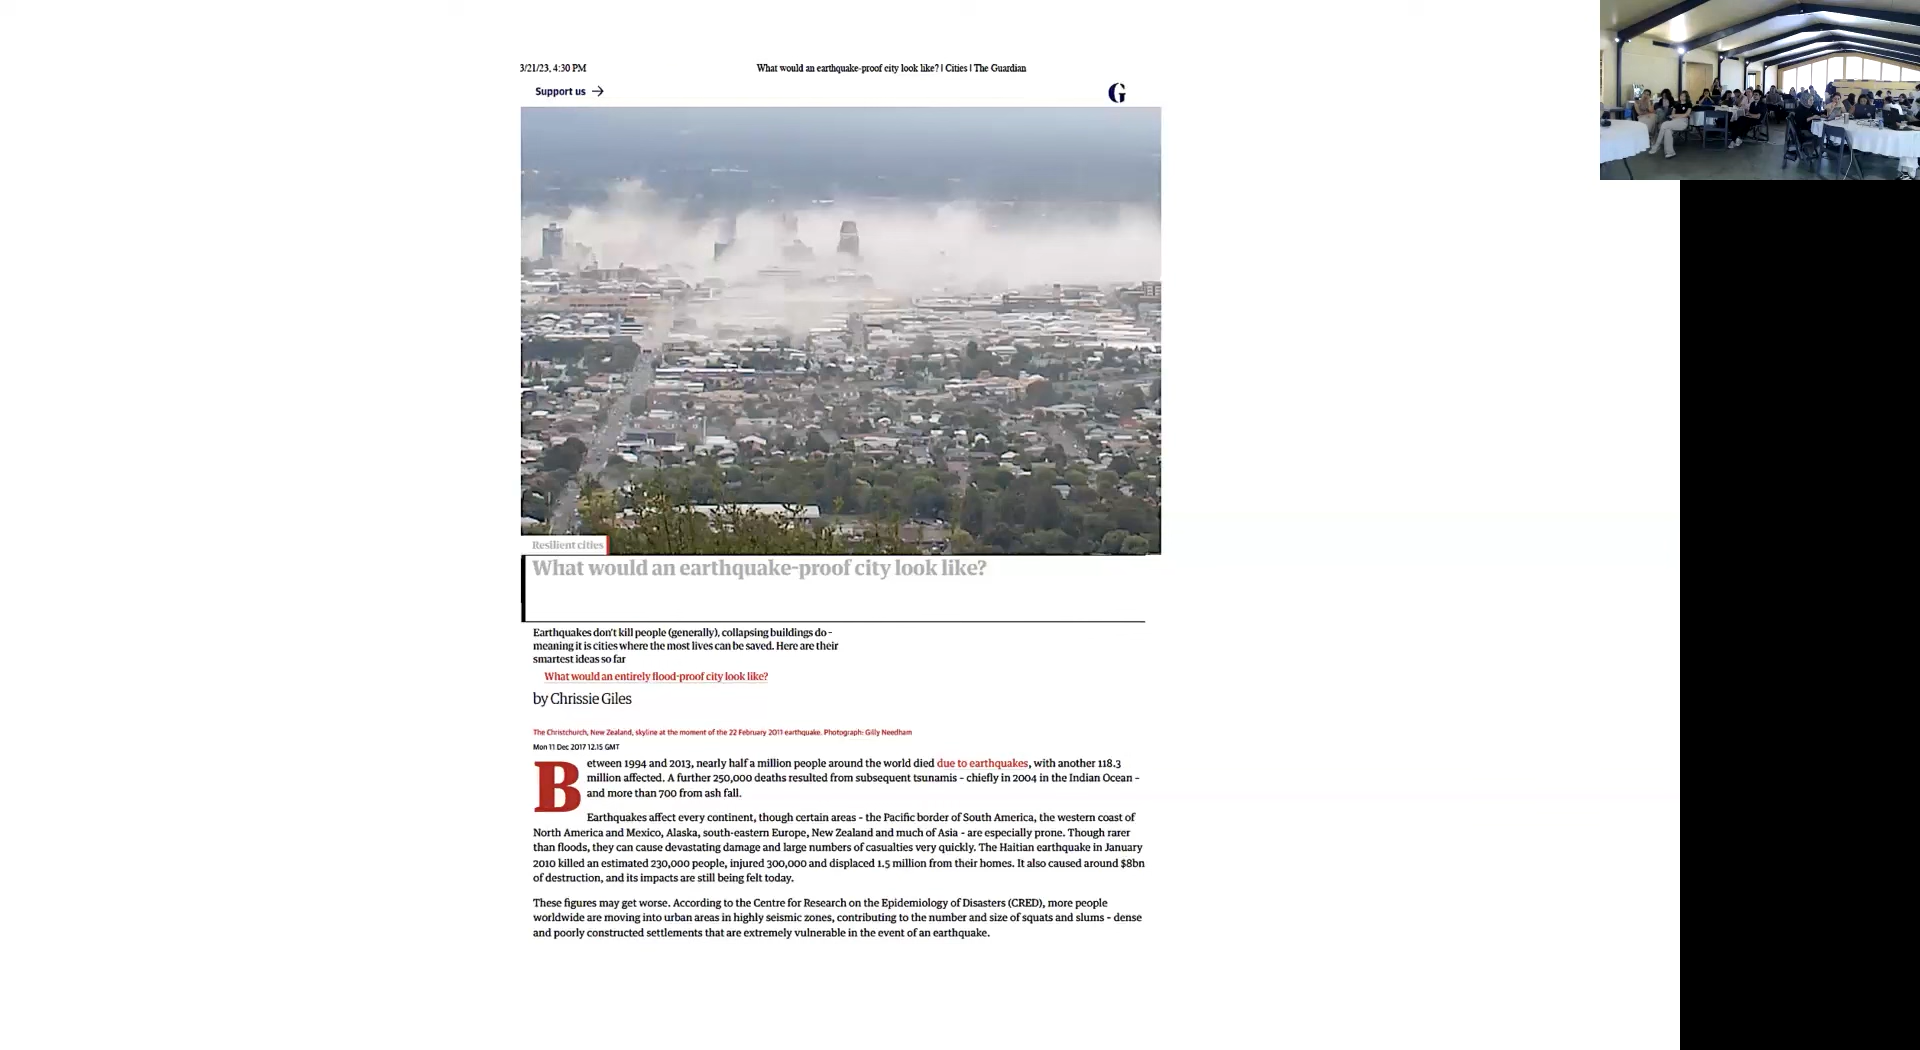 3/21/23, 4:30 PM
What would an earthquake-proof city look like? | Cities | The Guardian
Support us →
G
Resilient cities
What would an earthquake-proof city look like?
Earthquakes don't kill people (generally), collapsing buildings do –
meaning it is cities where the most lives can be saved. Here are their
smartest ideas so far
What would an entirely flood-proof city look like?
by Chrissie Giles
The Christchurch, New Zealand, skyline at the moment of the 22 February 2011 earthquake. Photograph: Gilly Needham
Mon 11 Dec 2017 12.15 GMT
Between 1994 and 2013, nearly half a million people around the world died due to earthquakes, with another 118.3
million affected. A further 250,000 deaths resulted from subsequent tsunamis – chiefly in 2004 in the Indian Ocean –
and more than 700 from ash fall.
Earthquakes affect every continent, though certain areas – the Pacific border of South America, the western coast of
North America and Mexico, Alaska, south-eastern Europe, New Zealand and much of Asia – are especially prone. Though rarer
than floods, they can cause devastating damage and large numbers of casualties very quickly. The Haitian earthquake in January
2010 killed an estimated 230,000 people, injured 300,000 and displaced 1.5 million from their homes. It also caused around $8bn
of destruction, and its impacts are still being felt today.
These figures may get worse. According to the Centre for Research on the Epidemiology of Disasters (CRED), more people
worldwide are moving into urban areas in highly seismic zones, contributing to the number and size of squats and slums – dense
and poorly constructed settlements that are extremely vulnerable in the event of an earthquake.